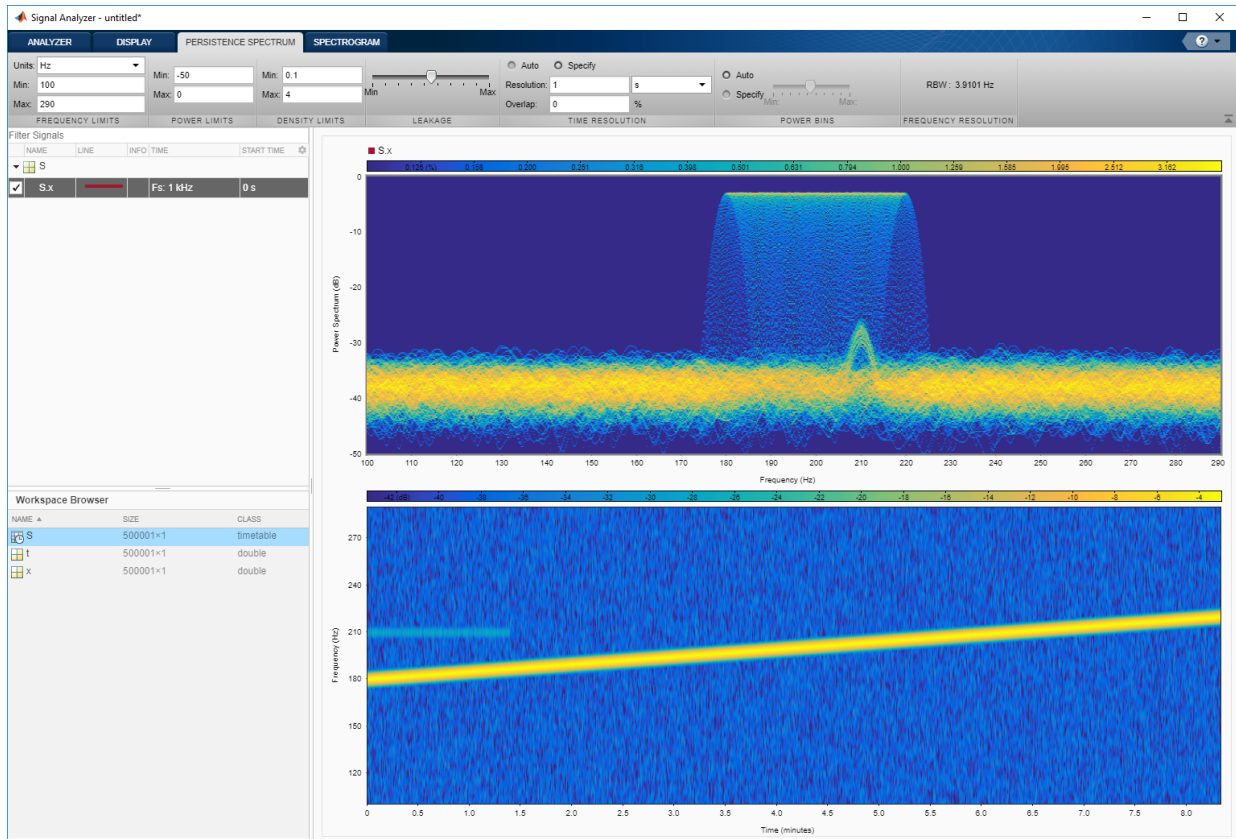 Signal Analyzer - untitled*
ANALYZER DISPLAY PERSISTENCE SPECTRUM SPECTROGRAM ?
Units: Hz
Min: 100
Max: 290
FREQUENCY LIMITS
Min: -50
Max: 0
POWER LIMITS
Min: 0.1
Max: 4
DENSITY LIMITS
Min Max
LEAKAGE
Auto Specify
Resolution: 1 s
Overlap: 0 %
TIME RESOLUTION
Auto
Specify Min: Max:
POWER BINS
RBW : 3.9101 Hz
FREQUENCY RESOLUTION
Filter Signals
NAME LINE INFO TIME START TIME
S
S.x Fs: 1 kHz 0 s
Workspace Browser
NAME SIZE CLASS
S 500001×1 timetable
t 500001×1 double
x 500001×1 double
S.x
0.126 (%) 0.158 0.200 0.251 0.316 0.398 0.501 0.631 0.794 1.000 1.259 1.585 1.995 2.512 3.162
0
-10
-20
-30
-40
-50
Power Spectrum (dB)
100 110 120 130 140 150 160 170 180 190 200 210 220 230 240 250 260 270 280 290
Frequency (Hz)
-42 (dB) -40 -38 -36 -34 -32 -30 -28 -26 -24 -22 -20 -18 -16 -14 -12 -10 -8 -6 -4
270
240
210
180
150
120
Frequency (Hz)
0 0.5 1.0 1.5 2.0 2.5 3.0 3.5 4.0 4.5 5.0 5.5 6.0 6.5 7.0 7.5 8.0
Time (minutes)